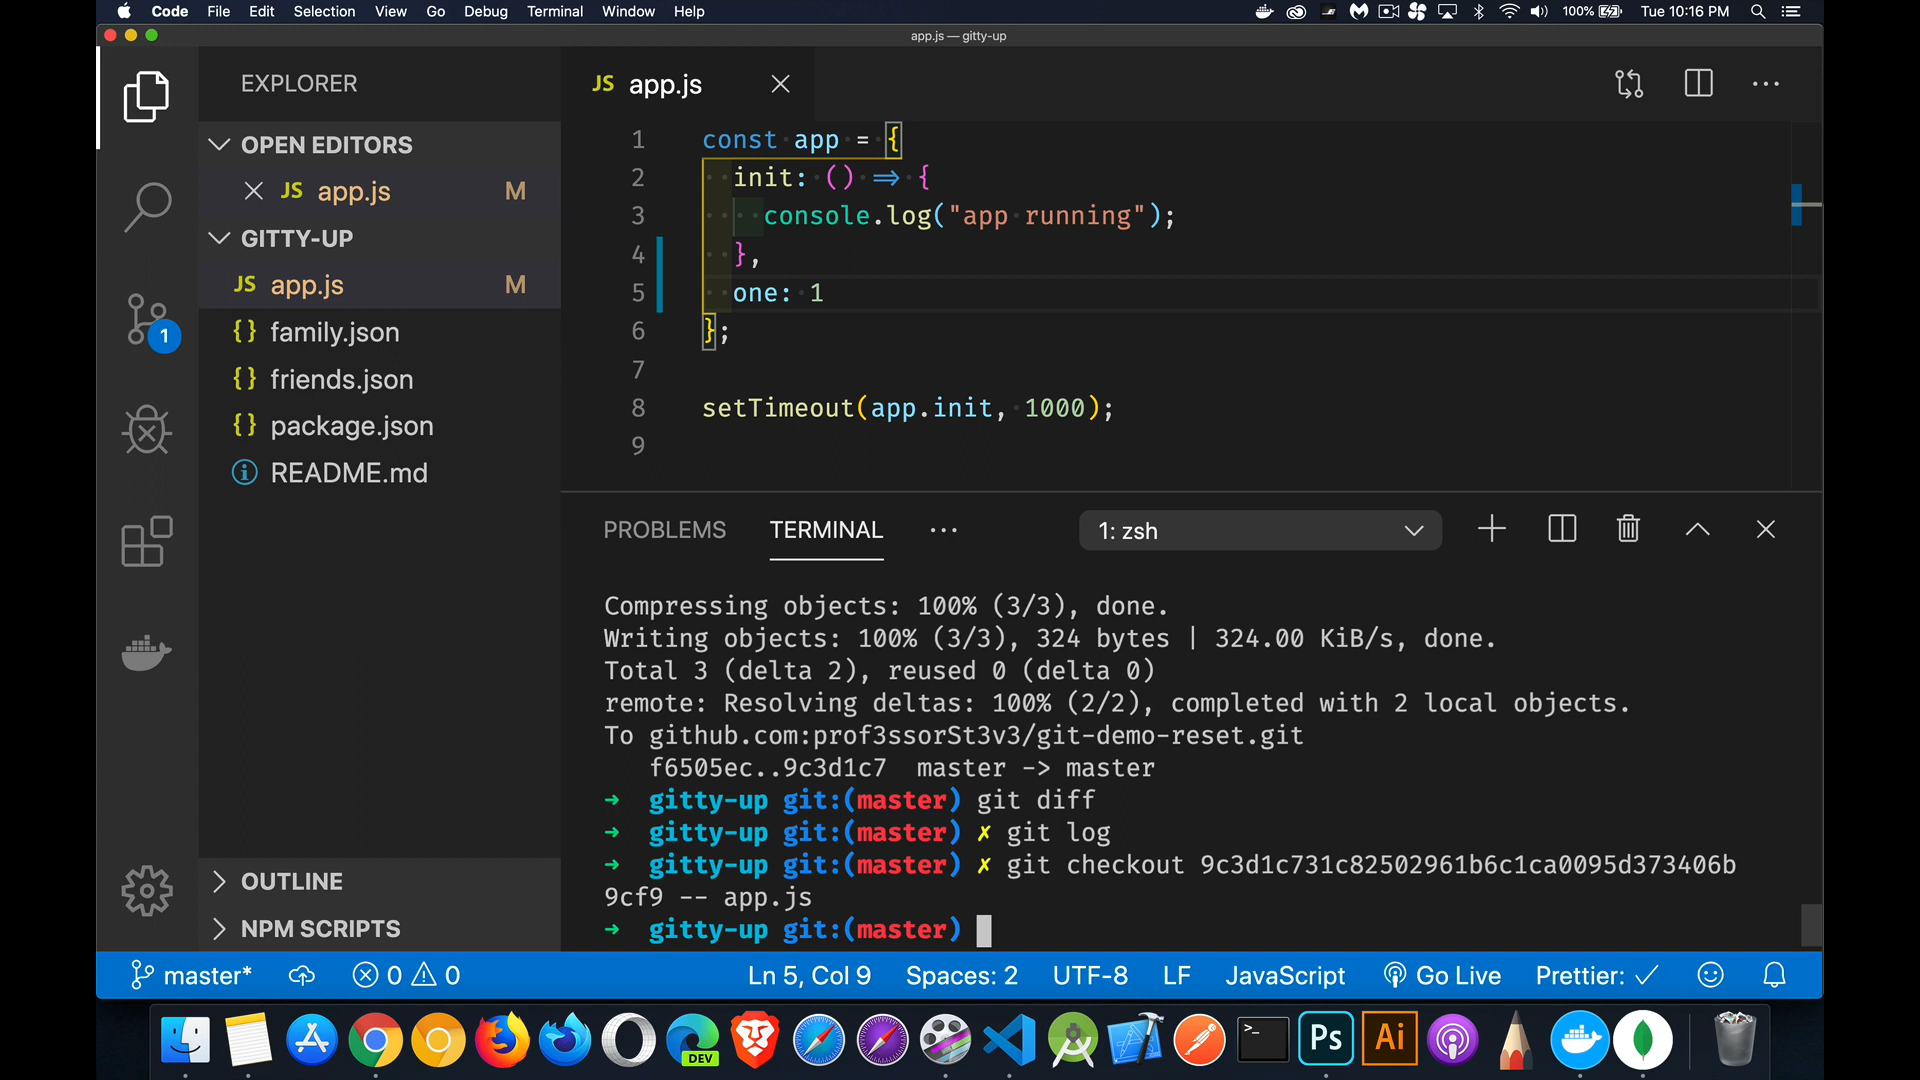 Code File Edit Selection View Go Debug Terminal Window Help 100% Tue 10:16 PM
app.js — gitty-up
EXPLORER
OPEN EDITORS
JS app.js M
GITTY-UP
JS app.js M
{} family.json
{} friends.json
{} package.json
README.md
OUTLINE
NPM SCRIPTS
1
JS app.js
1 const app = {
2 init: () => {
3 console.log("app running");
4 },
5 one: 1
6 };
7
8 setTimeout(app.init, 1000);
9
PROBLEMS TERMINAL ··· 1: zsh
Compressing objects: 100% (3/3), done.
Writing objects: 100% (3/3), 324 bytes | 324.00 KiB/s, done.
Total 3 (delta 2), reused 0 (delta 0)
remote: Resolving deltas: 100% (2/2), completed with 2 local objects.
To github.com:prof3ssorSt3v3/git-demo-reset.git
f6505ec..9c3d1c7 master -> master
➜ gitty-up git:(master) git diff
➜ gitty-up git:(master) ✗ git log
➜ gitty-up git:(master) ✗ git checkout 9c3d1c731c82502961b6c1ca0095d373406b
9cf9 -- app.js
➜ gitty-up git:(master)
master* 0 0 Ln 5, Col 9 Spaces: 2 UTF-8 LF JavaScript Go Live Prettier: ✓
DEV >_ Ps Ai